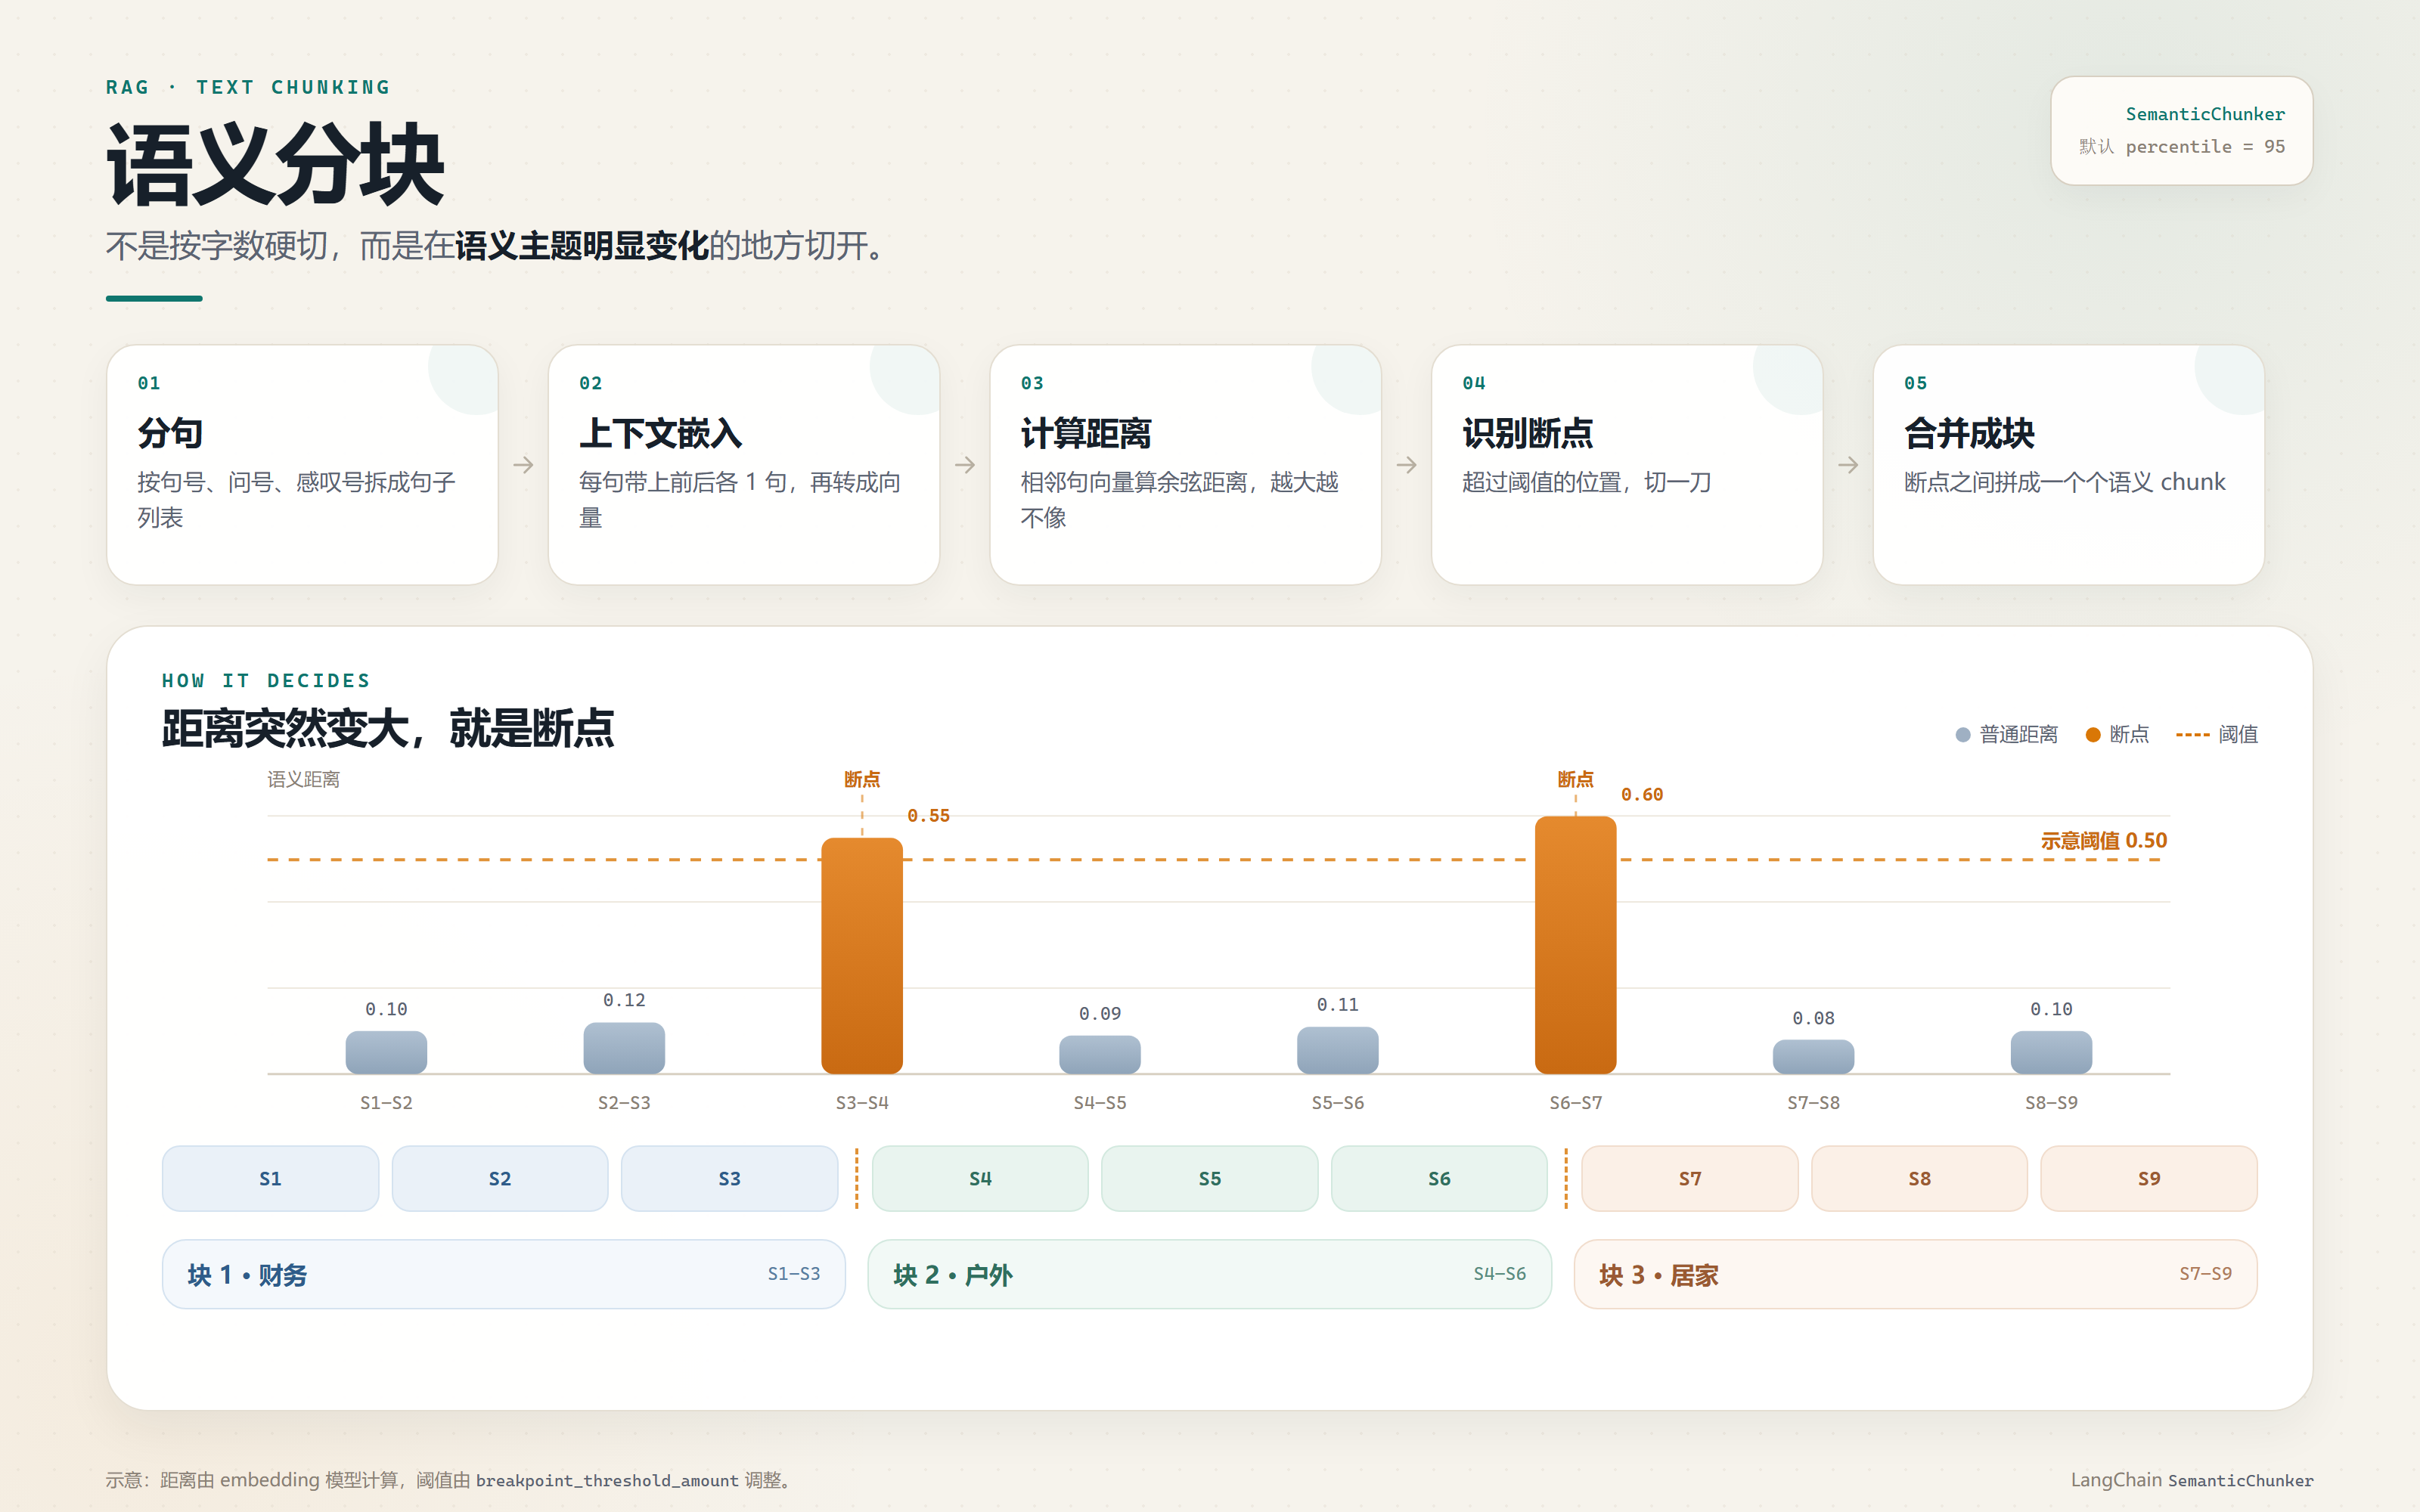 RAG · TEXT CHUNKING
语义分块
不是按字数硬切，而是在语义主题明显变化的地方切开。
SemanticChunker
默认 percentile = 95
01
分句
按句号、问号、感叹号拆成句子
列表
→
02
上下文嵌入
每句带上前后各 1 句，再转成向
量
→
03
计算距离
相邻句向量算余弦距离，越大越
不像
→
04
识别断点
超过阈值的位置，切一刀
→
05
合并成块
断点之间拼成一个个语义 chunk
HOW IT DECIDES
距离突然变大，就是断点
普通距离 断点 阈值
语义距离
断点
断点
0.60
0.55
示意阈值 0.50
0.10
0.12
0.09
0.11
0.08
0.10
S1–S2 S2–S3 S3–S4 S4–S5 S5–S6 S6–S7 S7–S8 S8–S9
S1 S2 S3 S4 S5 S6 S7 S8 S9
块 1 • 财务 S1–S3
块 2 • 户外 S4–S6
块 3 • 居家 S7–S9
示意：距离由 embedding 模型计算，阈值由 breakpoint_threshold_amount 调整。
LangChain SemanticChunker